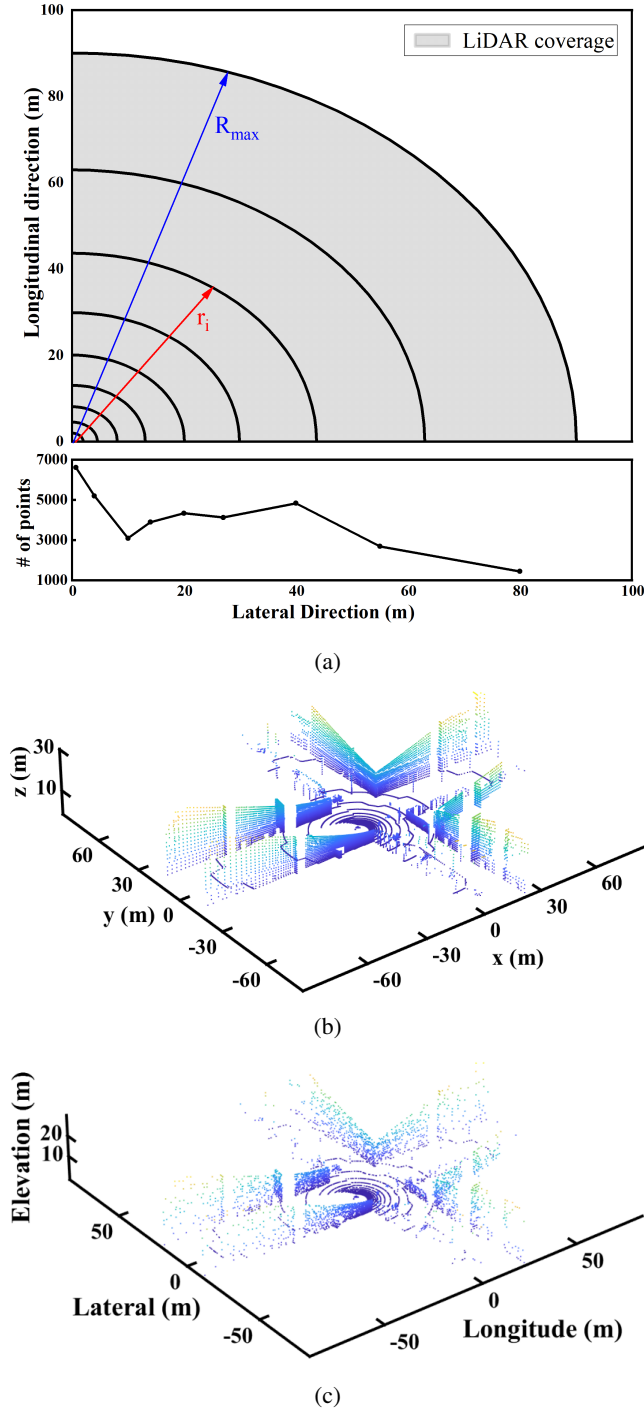 100
LiDAR coverage
80
R_max
60
40
r_i
20
0
Longitudinal direction (m)
7000
5000
3000
1000
# of points
0 20 40 60 80 100
Lateral Direction (m)
(a)
30
10
z (m)
60
30
0
-30
-60
y (m)
60
30
0
-30
-60
x (m)
(b)
20
10
Elevation (m)
50
0
-50
Lateral (m)
50
0
-50
Longitude (m)
(c)